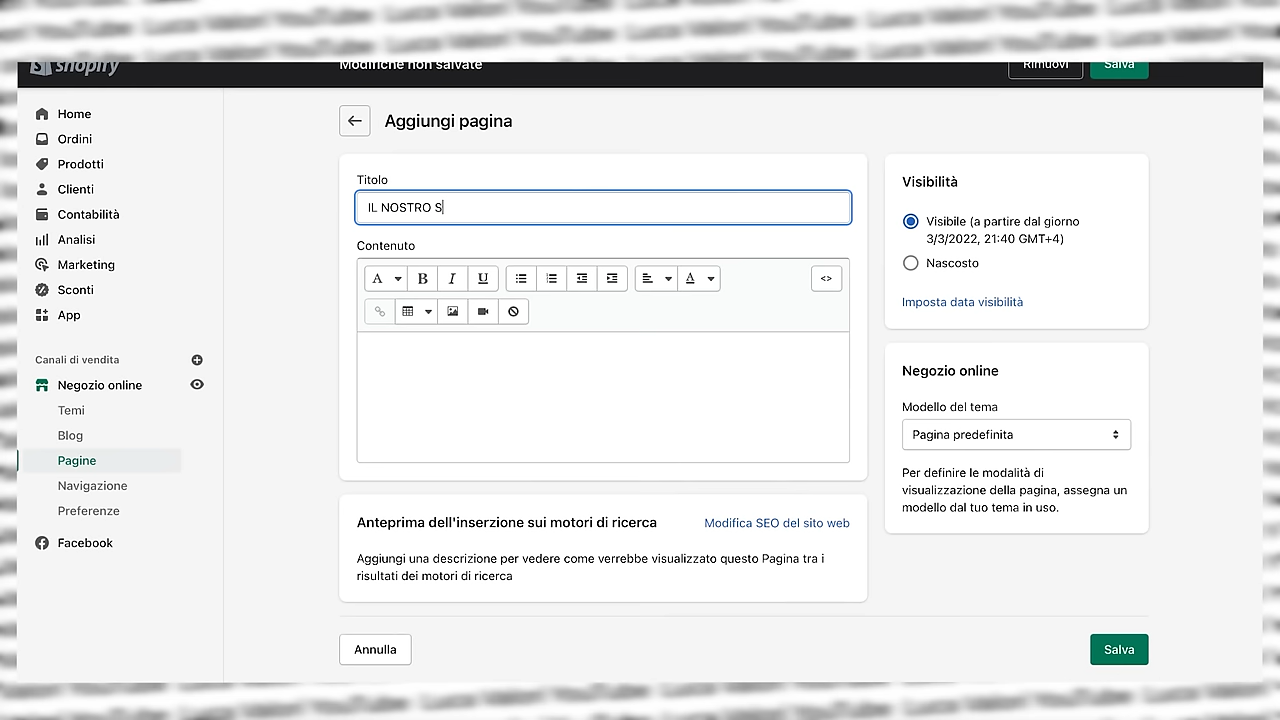 shopify
Modifiche non salvate
Rimuovi
Salva
Home
Ordini
Prodotti
Clienti
Contabilità
Analisi
Marketing
Sconti
App
Canali di vendita
Negozio online
Temi
Blog
Pagine
Navigazione
Preferenze
Facebook
Aggiungi pagina
Titolo
IL NOSTRO S
Contenuto
A
B
I
U
A
<>
Anteprima dell'inserzione sui motori di ricerca
Modifica SEO del sito web
Aggiungi una descrizione per vedere come verrebbe visualizzato questo Pagina tra i
risultati dei motori di ricerca
Visibilità
Visibile (a partire dal giorno
3/3/2022, 21:40 GMT+4)
Nascosto
Imposta data visibilità
Negozio online
Modello del tema
Pagina predefinita
Per definire le modalità di
visualizzazione della pagina, assegna un
modello dal tuo tema in uso.
Annulla
Salva